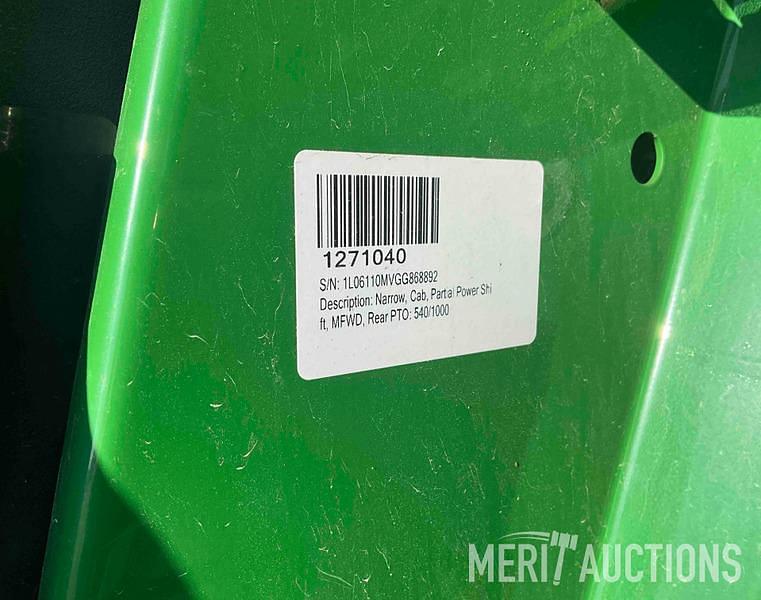 1271040
S/N: 1L06110MVGG868892
Description: Narrow, Cab, Partial Power Shi
ft, MFWD, Rear PTO: 540/1000
MERIT AUCTIONS